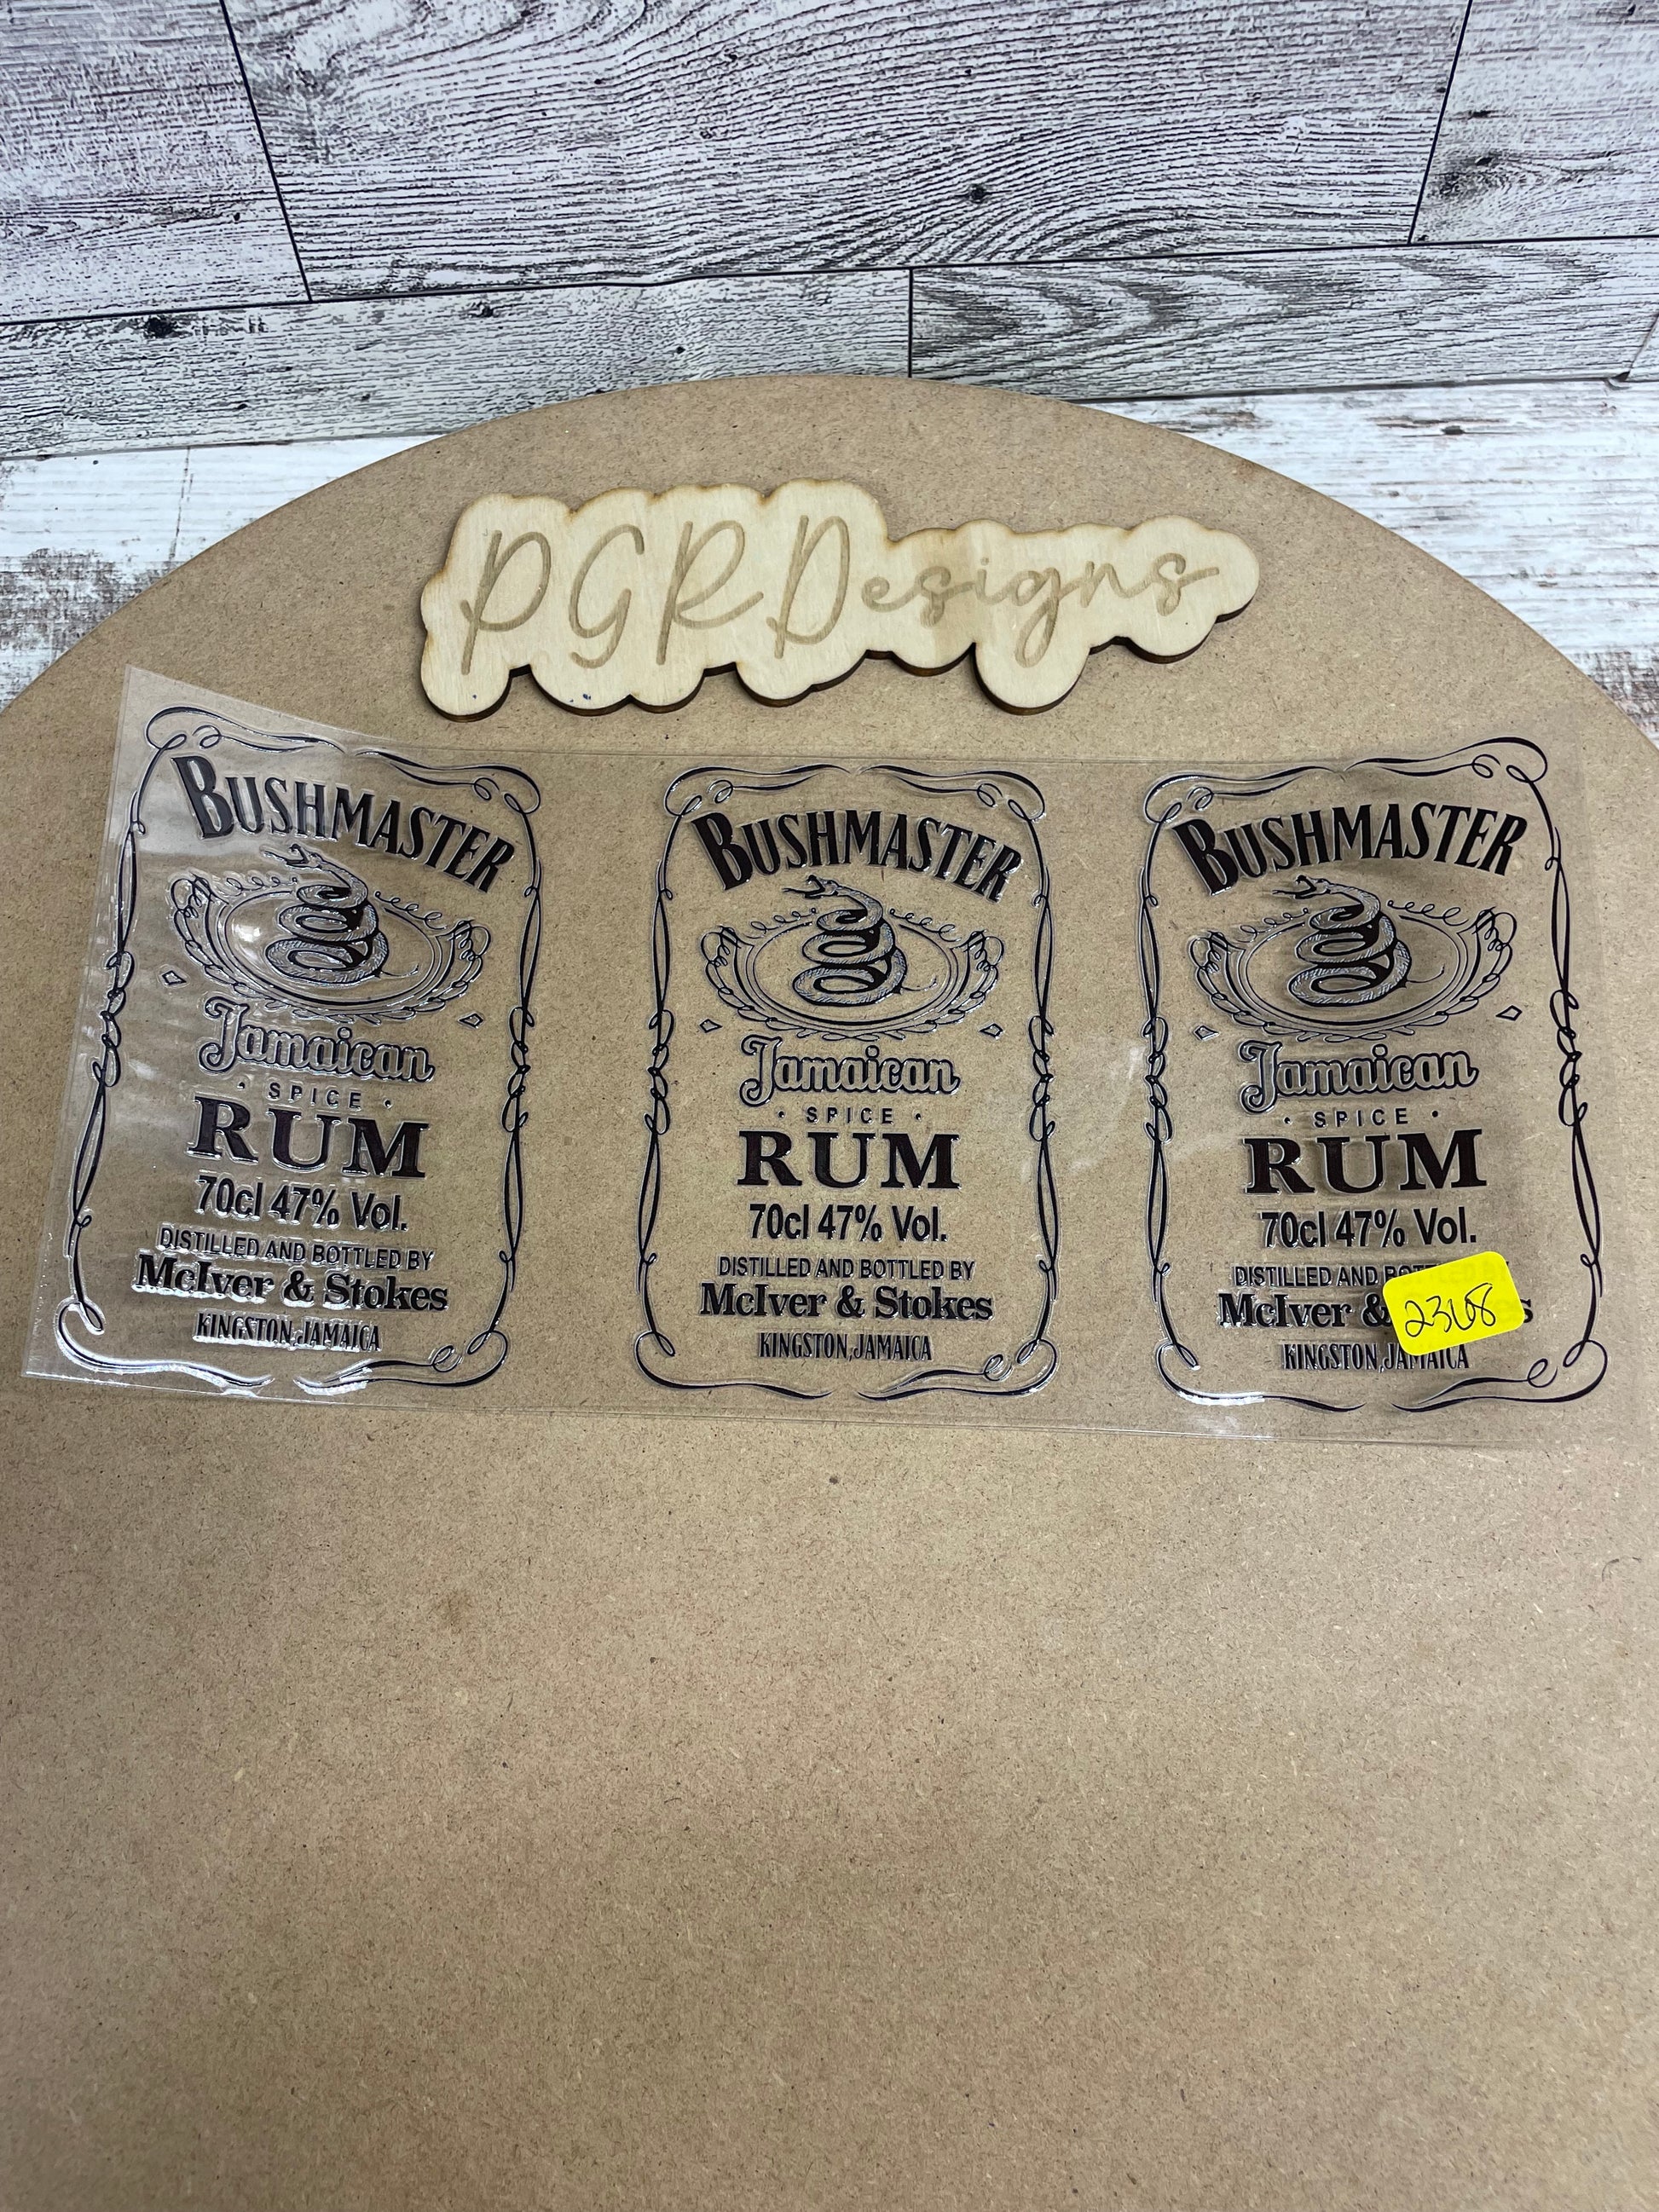 PGRDesigns
BUSHMASTER
Jamaican
· SPICE ·
RUM
70cl 47% Vol.
DISTILLED AND BOTTLED BY
McIver & Stokes
KINGSTON, JAMAICA
BUSHMASTER
Jamaican
· SPICE ·
RUM
70cl 47% Vol.
DISTILLED AND BOTTLED BY
McIver & Stokes
KINGSTON, JAMAICA
BUSHMASTER
Jamaican
· SPICE ·
RUM
70cl 47% Vol.
DISTILLED AND
McIver &
KINGSTON, JAMAICA